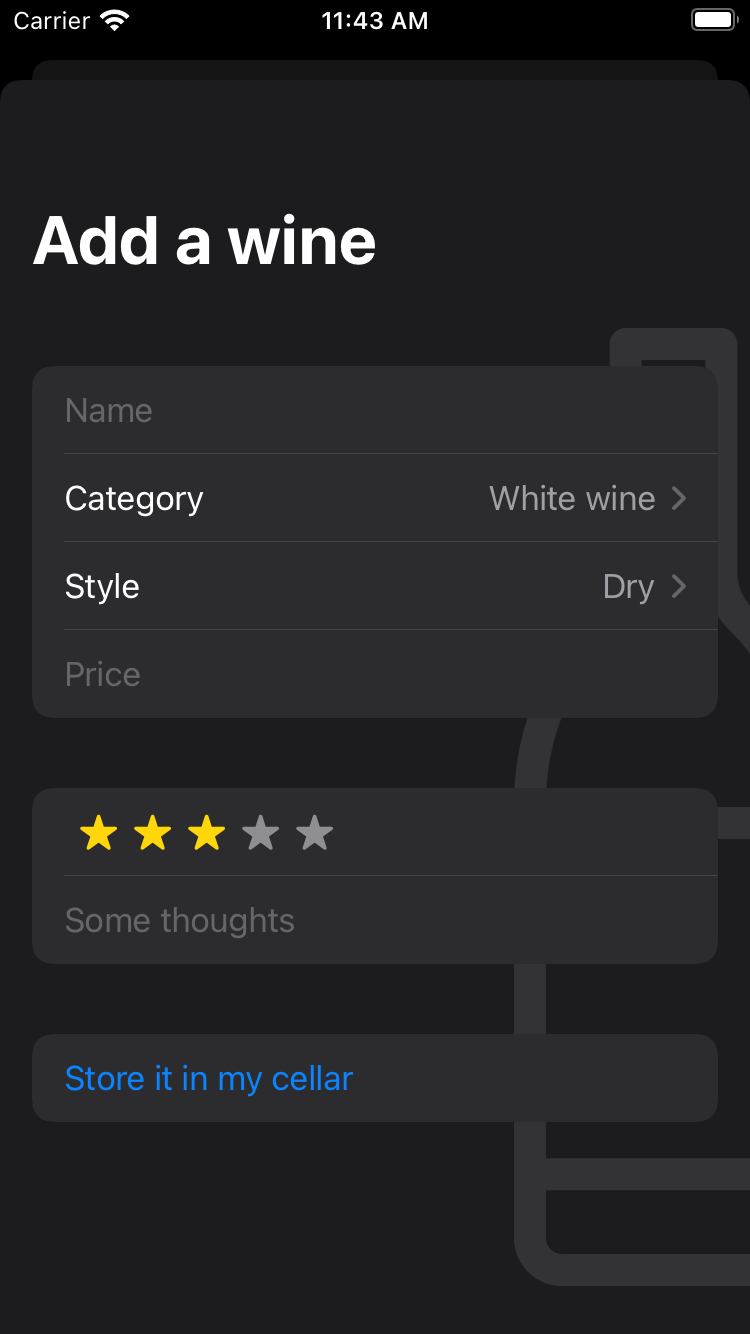 Carrier 11:43 AM
Add a wine
Name
Category White wine
Style Dry
Price
Some thoughts
Store it in my cellar